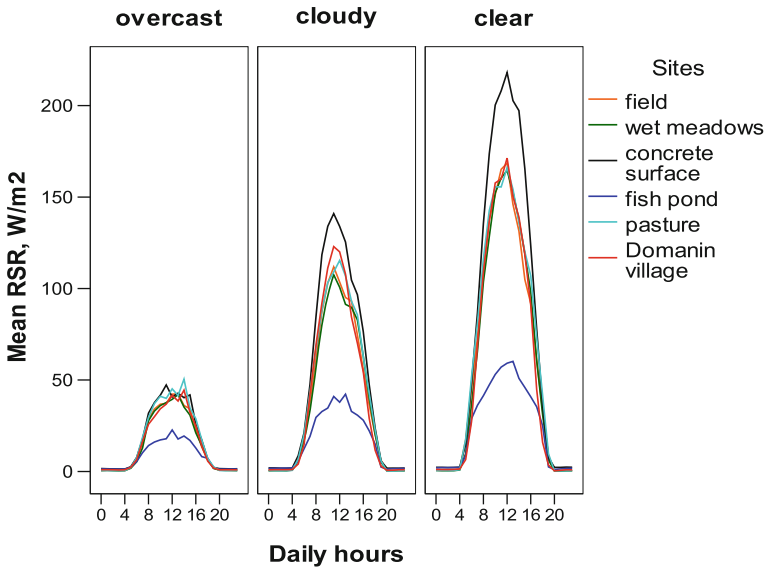 overcast
cloudy
clear
Mean RSR, W/m2
200
150
100
50
0
0 4 8 12 16 20
0 4 8 12 16 20
0 4 8 12 16 20
Daily hours
Sites
field
wet meadows
concrete
surface
fish pond
pasture
Domanin
village